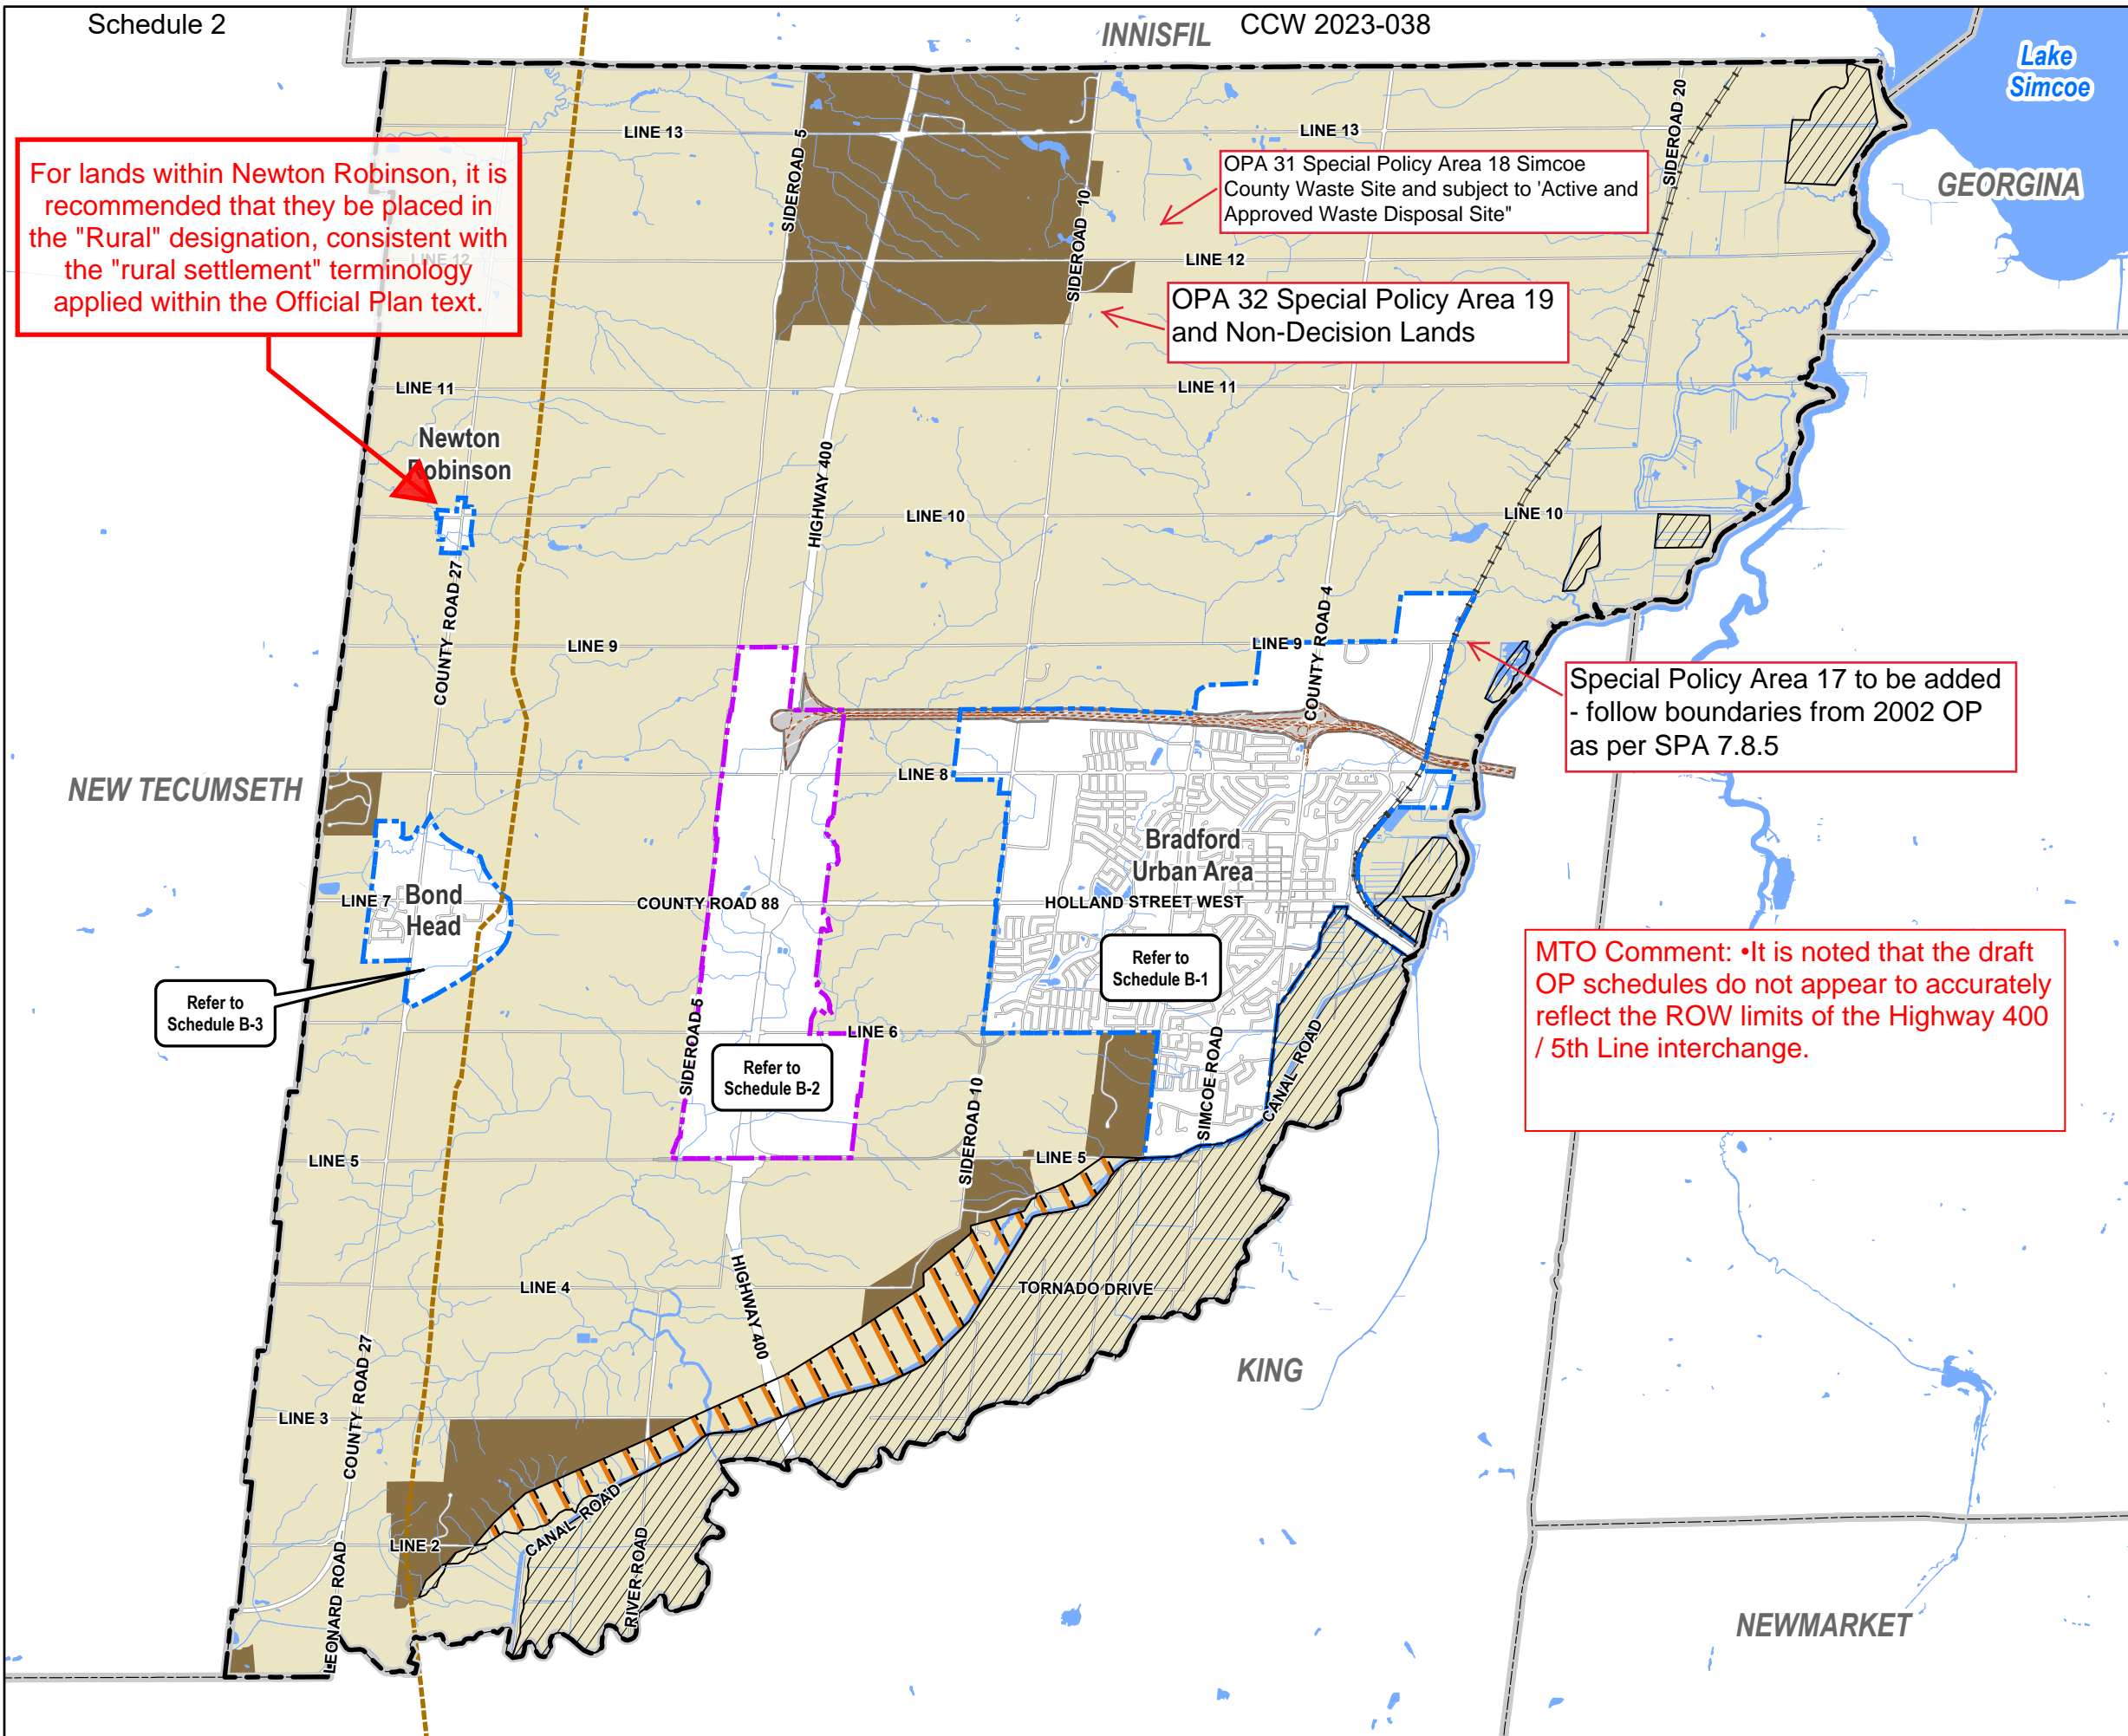 Schedule 2
CCW 2023-038
INNISFIL
Lake
Simcoe
GEORGINA
LINE 13
LINE 13
SIDEROAD 5
SIDEROAD 10
SIDEROAD 20
For lands within Newton Robinson, it is
recommended that they be placed in
the "Rural" designation, consistent with
the "rural settlement" terminology
applied within the Official Plan text.
LINE 12
OPA 31 Special Policy Area 18 Simcoe
County Waste Site and subject to 'Active and
Approved Waste Disposal Site"
LINE 12
OPA 32 Special Policy Area 19
and Non-Decision Lands
LINE 11
LINE 11
Newton
Robinson
HIGHWAY 400
LINE 10
LINE 10
COUNTY ROAD 27
COUNTY ROAD 4
LINE 9
LINE 9
Special Policy Area 17 to be added
- follow boundaries from 2002 OP
as per SPA 7.8.5
NEW TECUMSETH
LINE 8
Bradford
Urban Area
LINE 7
Bond
Head
COUNTY ROAD 88
HOLLAND STREET WEST
Refer to
Schedule B-1
MTO Comment: •It is noted that the draft
OP schedules do not appear to accurately
reflect the ROW limits of the Highway 400
/ 5th Line interchange.
Refer to
Schedule B-3
SIDEROAD 5
LINE 6
Refer to
Schedule B-2
SIDEROAD 10
SIMCOE ROAD
CANAL ROAD
LINE 5
LINE 5
LINE 4
HIGHWAY 400
TORNADO DRIVE
KING
LINE 3
COUNTY ROAD 27
LINE 2
CANAL ROAD
RIVER ROAD
LEONARD ROAD
NEWMARKET